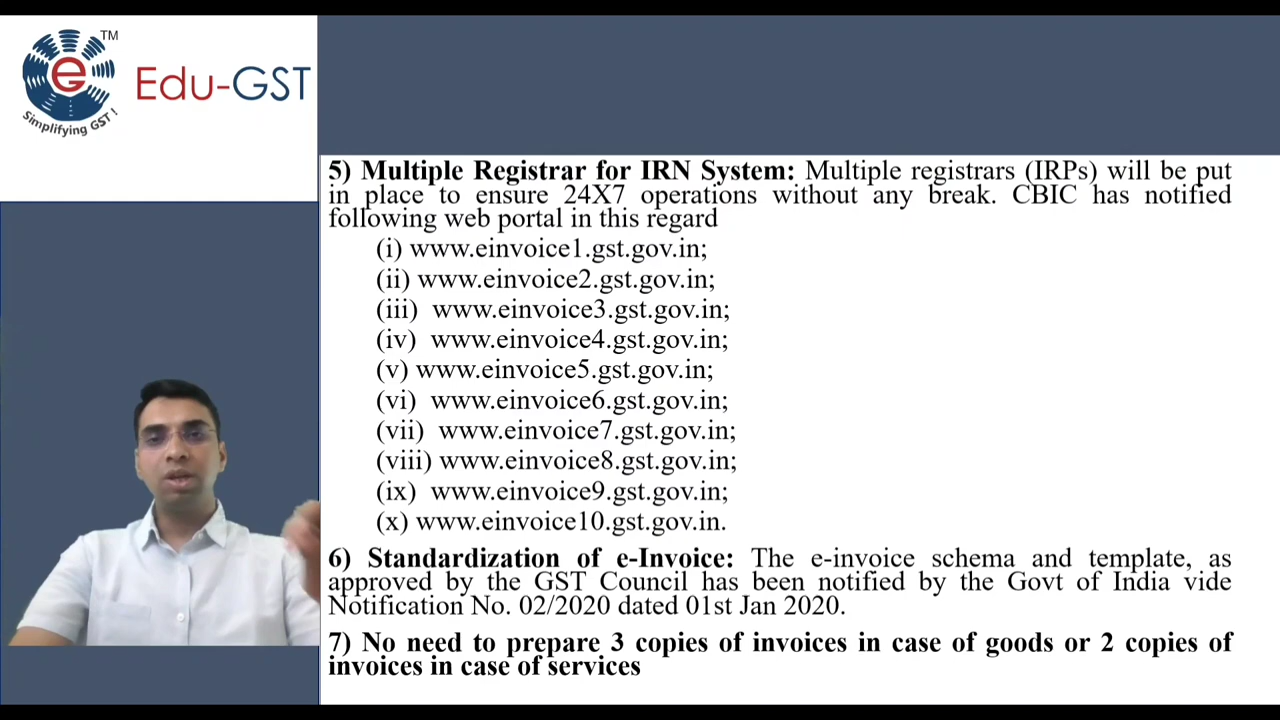 TM
Edu-GST
Simplifying GST !
5) Multiple Registrar for IRN System: Multiple registrars (IRPs) will be put
in place to ensure 24X7 operations without any break. CBIC has notified
following web portal in this regard
(i) www.einvoice1.gst.gov.in;
(ii) www.einvoice2.gst.gov.in;
(iii) www.einvoice3.gst.gov.in;
(iv) www.einvoice4.gst.gov.in;
(v) www.einvoice5.gst.gov.in;
(vi) www.einvoice6.gst.gov.in;
(vii) www.einvoice7.gst.gov.in;
(viii) www.einvoice8.gst.gov.in;
(ix) www.einvoice9.gst.gov.in;
(x) www.einvoice10.gst.gov.in.
6) Standardization of e-Invoice: The e-invoice schema and template, as
approved by the GST Council has been notified by the Govt of India vide
Notification No. 02/2020 dated 01st Jan 2020.
7) No need to prepare 3 copies of invoices in case of goods or 2 copies of
invoices in case of services